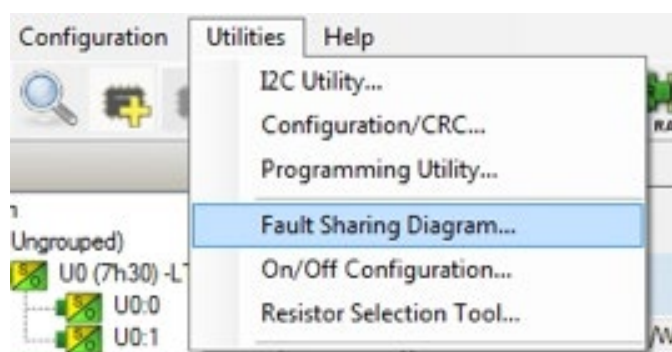 Configuration Utilities Help
I2C Utility...
Configuration/CRC...
Programming Utility...
Fault Sharing Diagram...
On/Off Configuration...
Resistor Selection Tool...
Ungrouped)
U0 (7h30) -LT
U0:0
U0:1